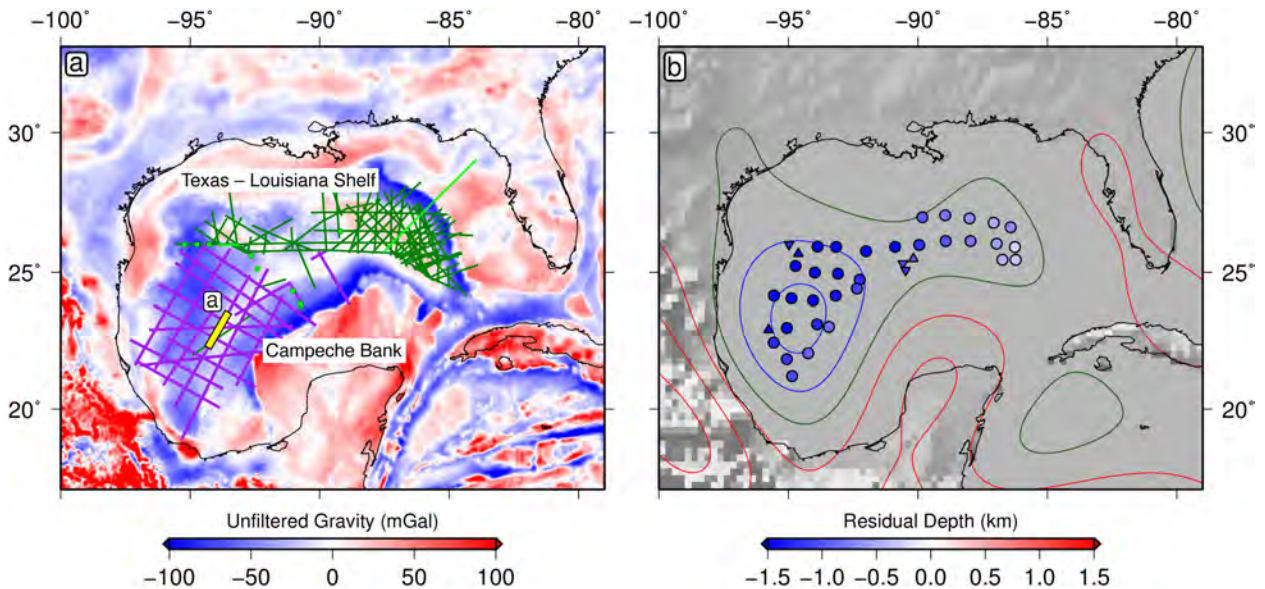 −100° −95° −90° −85° −80° −100° −95° −90° −85° −80°
a b
30° 30°
Texas – Louisiana Shelf
25° 25°
a
Campeche Bank
20° 20°
Unfiltered Gravity (mGal) Residual Depth (km)
−100 −50 0 50 100 −1.5 −1.0 −0.5 0.0 0.5 1.0 1.5